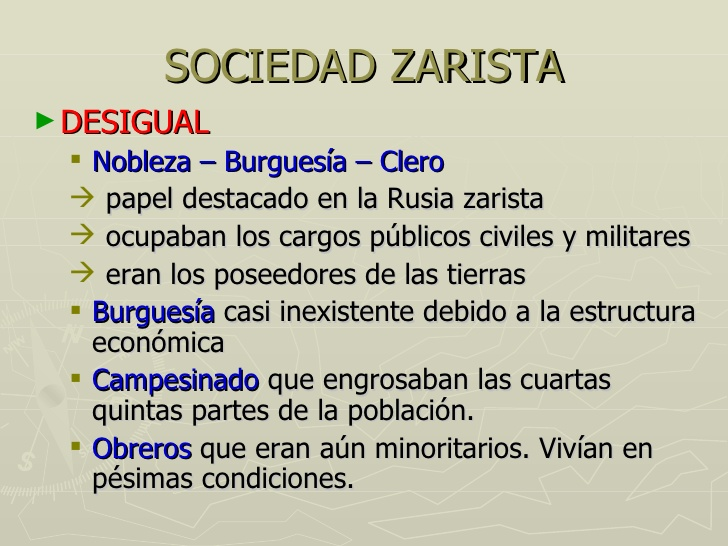 SOCIEDAD ZARISTA
► DESIGUAL
▪ Nobleza – Burguesía – Clero
→ papel destacado en la Rusia zarista
→ ocupaban los cargos públicos civiles y militares
→ eran los poseedores de las tierras
▪ Burguesía casi inexistente debido a la estructura
económica
▪ Campesinado que engrosaban las cuartas
quintas partes de la población.
▪ Obreros que eran aún minoritarios. Vivían en
pésimas condiciones.
N
S